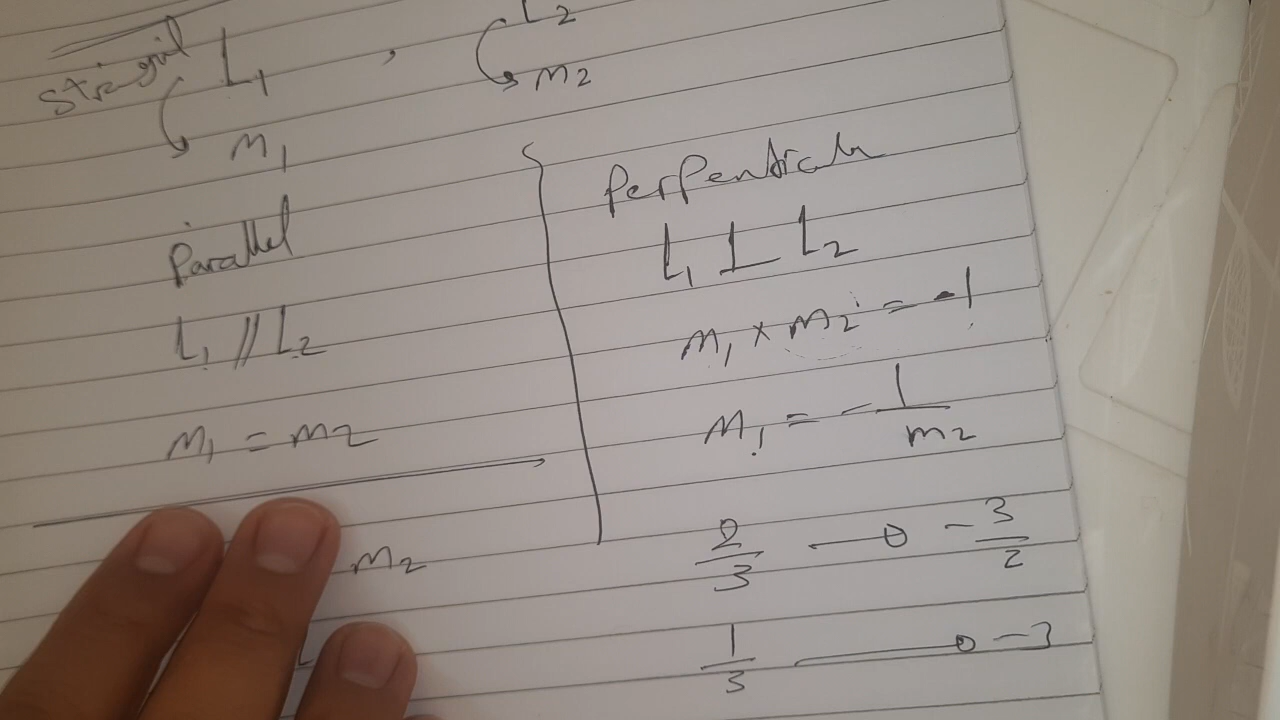 L₁ , L₂
m₁ m₂
Parallel
L₁ // L₂
m₁ = m₂
m₂
L₁ ⊥ L₂
m₁ × m₂ = -1
m₁ = - 1/m₂
2/3 —o - 3/2
1/3 —o -3